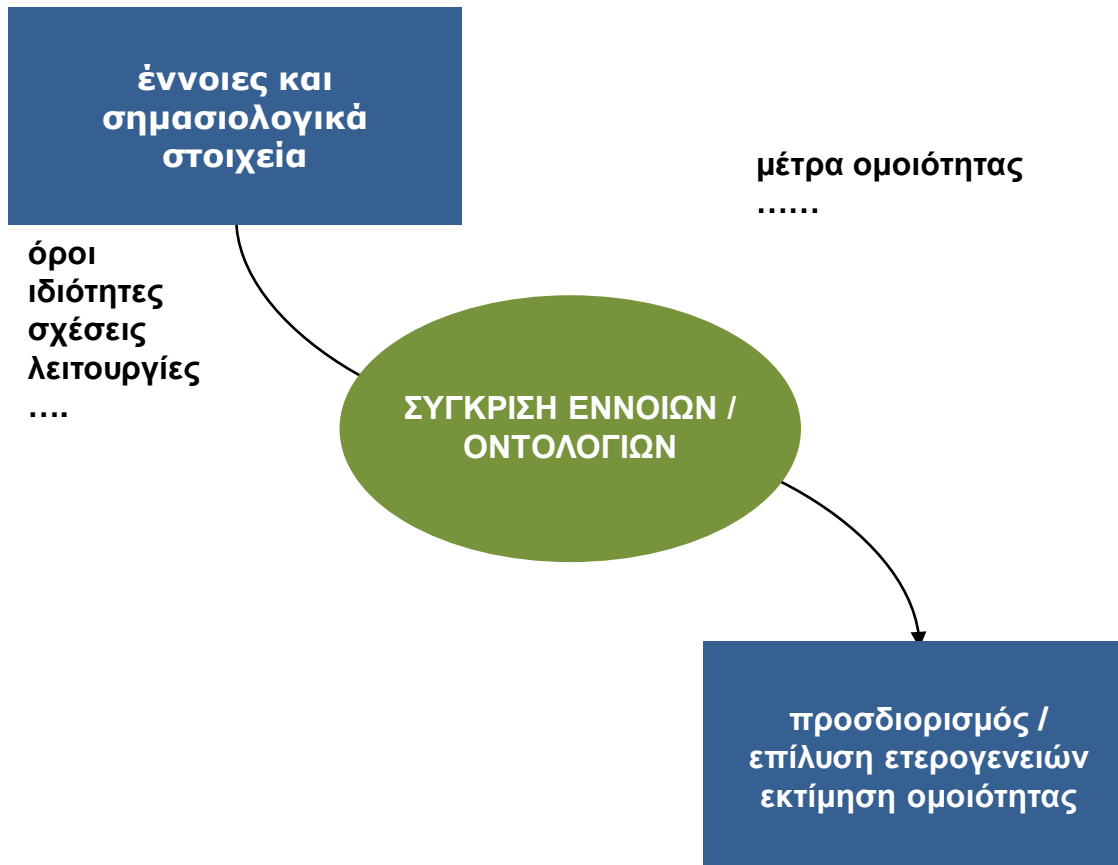 έννοιες και
σημασιολογικά
στοιχεία
μέτρα ομοιότητας
……
όροι
ιδιότητες
σχέσεις
λειτουργίες
….
ΣΥΓΚΡΙΣΗ ΕΝΝΟΙΩΝ /
ΟΝΤΟΛΟΓΙΩΝ
προσδιορισμός /
επίλυση ετερογενειών
εκτίμηση ομοιότητας